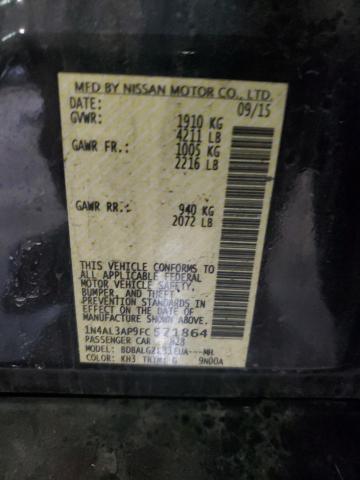 MFD BY NISSAN MOTOR CO., LTD.
DATE: 09/15
GVWR: 1910 KG
4211 LB
GAWR FR: 1005 KG
2216 LB
GAWR RR: 940 KG
2072 LB
THIS VEHICLE CONFORMS TO
ALL APPLICABLE FEDERAL
MOTOR VEHICLE SAFETY,
BUMPER, AND THEFT
PREVENTION STANDARDS IN
EFFECT ON THE DATE OF
MANUFACTURE SHOWN ABOVE.
1N4AL3AP9FC571864
PASSENGER CAR
MODEL:
COLOR: KH3 TRIM: G 9N00A